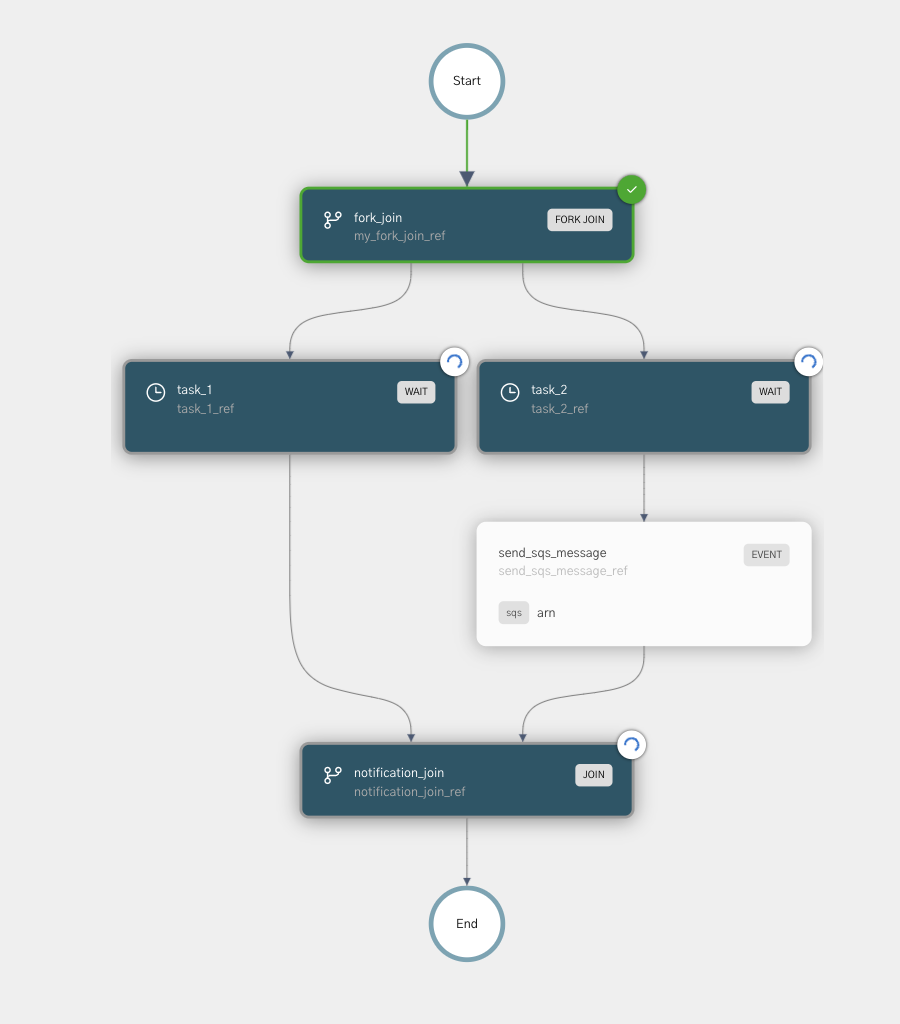 Start
fork_join
FORK JOIN
my_fork_join_ref
task_1
WAIT
task_1_ref
task_2
WAIT
task_2_ref
send_sqs_message
EVENT
send_sqs_message_ref
sqs arn
notification_join
JOIN
notification_join_ref
End